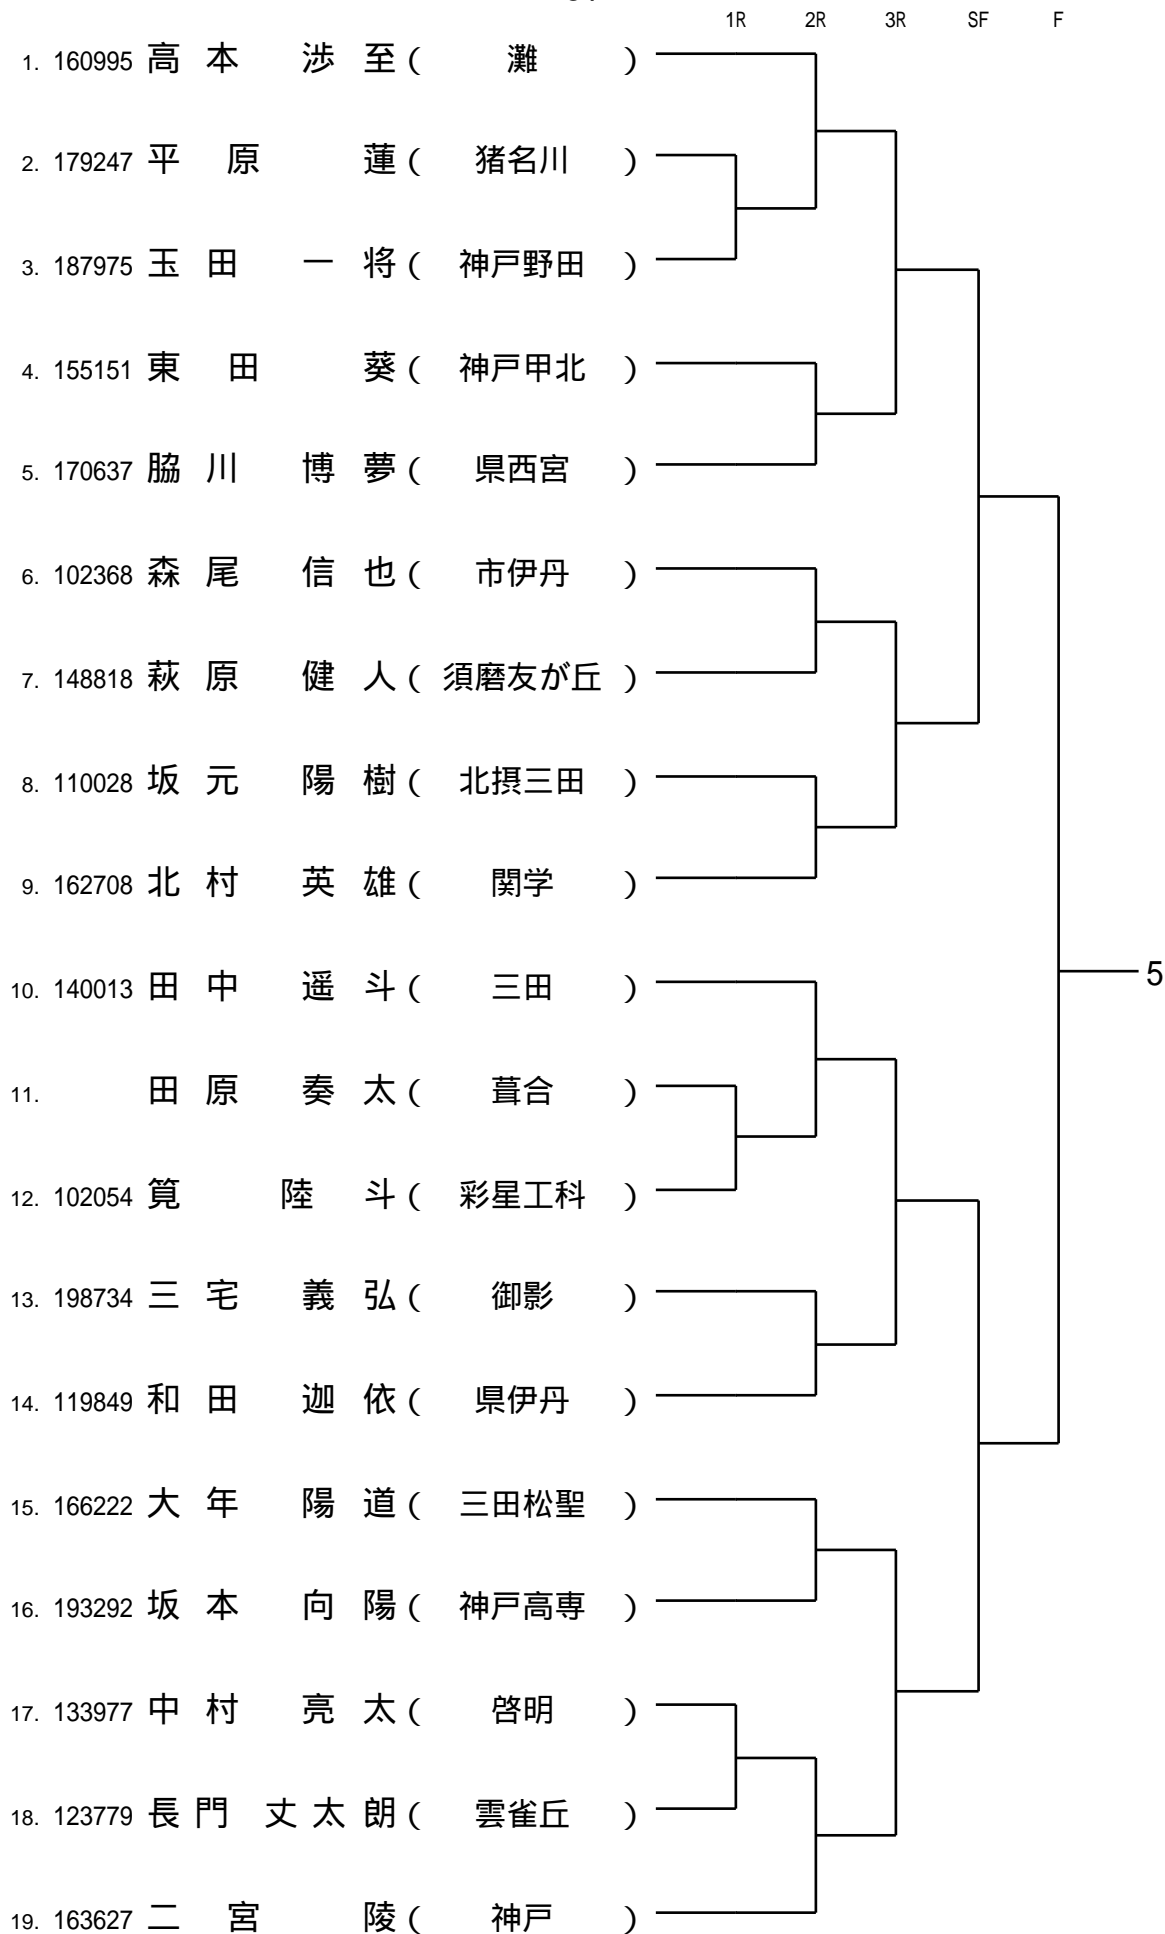 1R 2R 3R SF F
1. 160995 高本 渉至 ( 灘 )
2. 179247 平原 蓮 ( 猪名川 )
3. 187975 玉田 一将 ( 神戸野田 )
4. 155151 東田 葵 ( 神戸甲北 )
5. 170637 脇川 博夢 ( 県西宮 )
6. 102368 森尾 信也 ( 市伊丹 )
7. 148818 萩原 健人 ( 須磨友が丘 )
8. 110028 坂元 陽樹 ( 北摂三田 )
9. 162708 北村 英雄 ( 関学 )
10. 140013 田中 遥斗 ( 三田 )
5
11. 田原 奏太 ( 葺合 )
12. 102054 筧 陸斗 ( 彩星工科 )
13. 198734 三宅 義弘 ( 御影 )
14. 119849 和田 迦依 ( 県伊丹 )
15. 166222 大年 陽道 ( 三田松聖 )
16. 193292 坂本 向陽 ( 神戸高専 )
17. 133977 中村 亮太 ( 啓明 )
18. 123779 長門 丈太朗 ( 雲雀丘 )
19. 163627 二宮 陵 ( 神戸 )